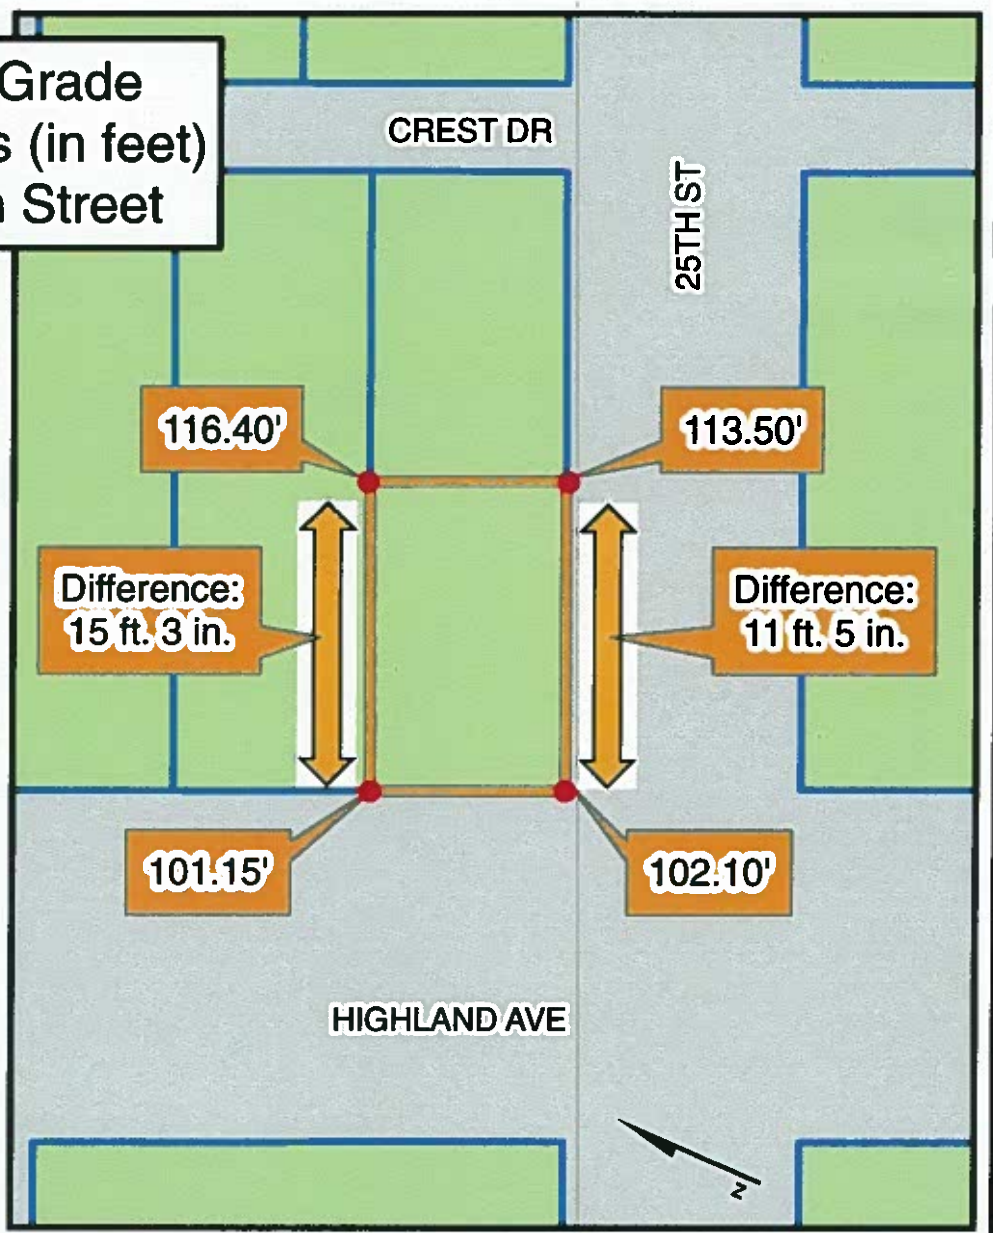 Grade
(in feet)
Street
CREST DR
25TH ST
116.40'
113.50'
Difference:
15 ft. 3 in.
Difference:
11 ft. 5 in.
101.15'
102.10'
HIGHLAND AVE
N